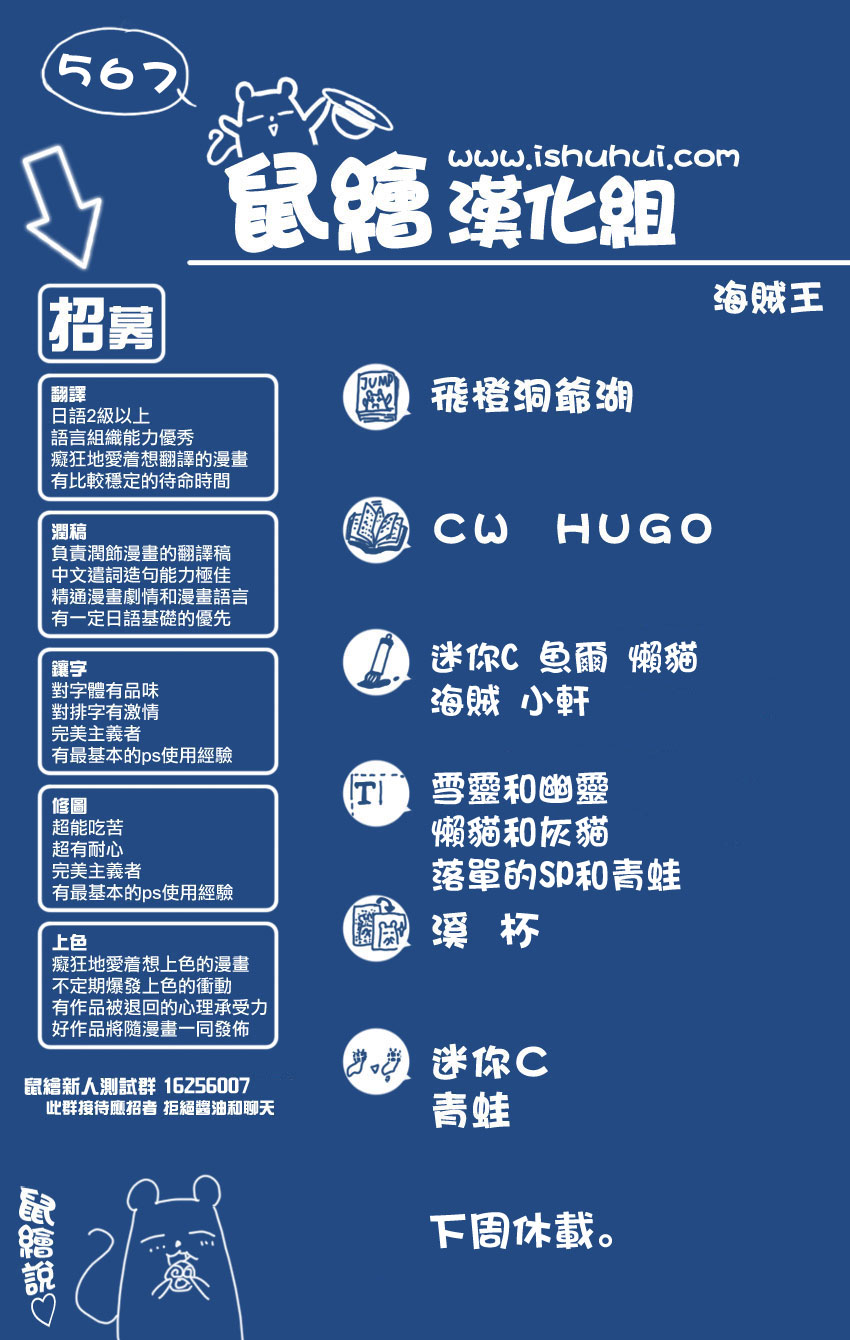 567
www.ishuhui.com
鼠繪漢化組
海賊王
招募
翻譯
日語2級以上
語言組織能力優秀
癡狂地愛着想翻譯的漫畫
有比較穩定的待命時間
潤稿
負責潤飾漫畫的翻譯稿
中文遣詞造句能力極佳
精通漫畫劇情和漫畫語言
有一定日語基礎的優先
鑲字
對字體有品味
對排字有激情
完美主義者
有最基本的ps使用經驗
修圖
超能吃苦
超有耐心
完美主義者
有最基本的ps使用經驗
上色
癡狂地愛着想上色的漫畫
不定期爆發上色的衝動
有作品被退回的心理承受力
好作品將隨漫畫一同發佈
鼠繪新人測試群 16256007
此群接待應招者 拒絕醬油和聊天
JUMP
飛橙洞爺湖
CW HUGO
迷你C 魚爾 懶貓
海賊 小軒
T
雪靈和幽靈
懶貓和灰貓
落單的SP和青蛙
溪 杯
迷你C
青蛙
鼠繪說♡
下周休載。